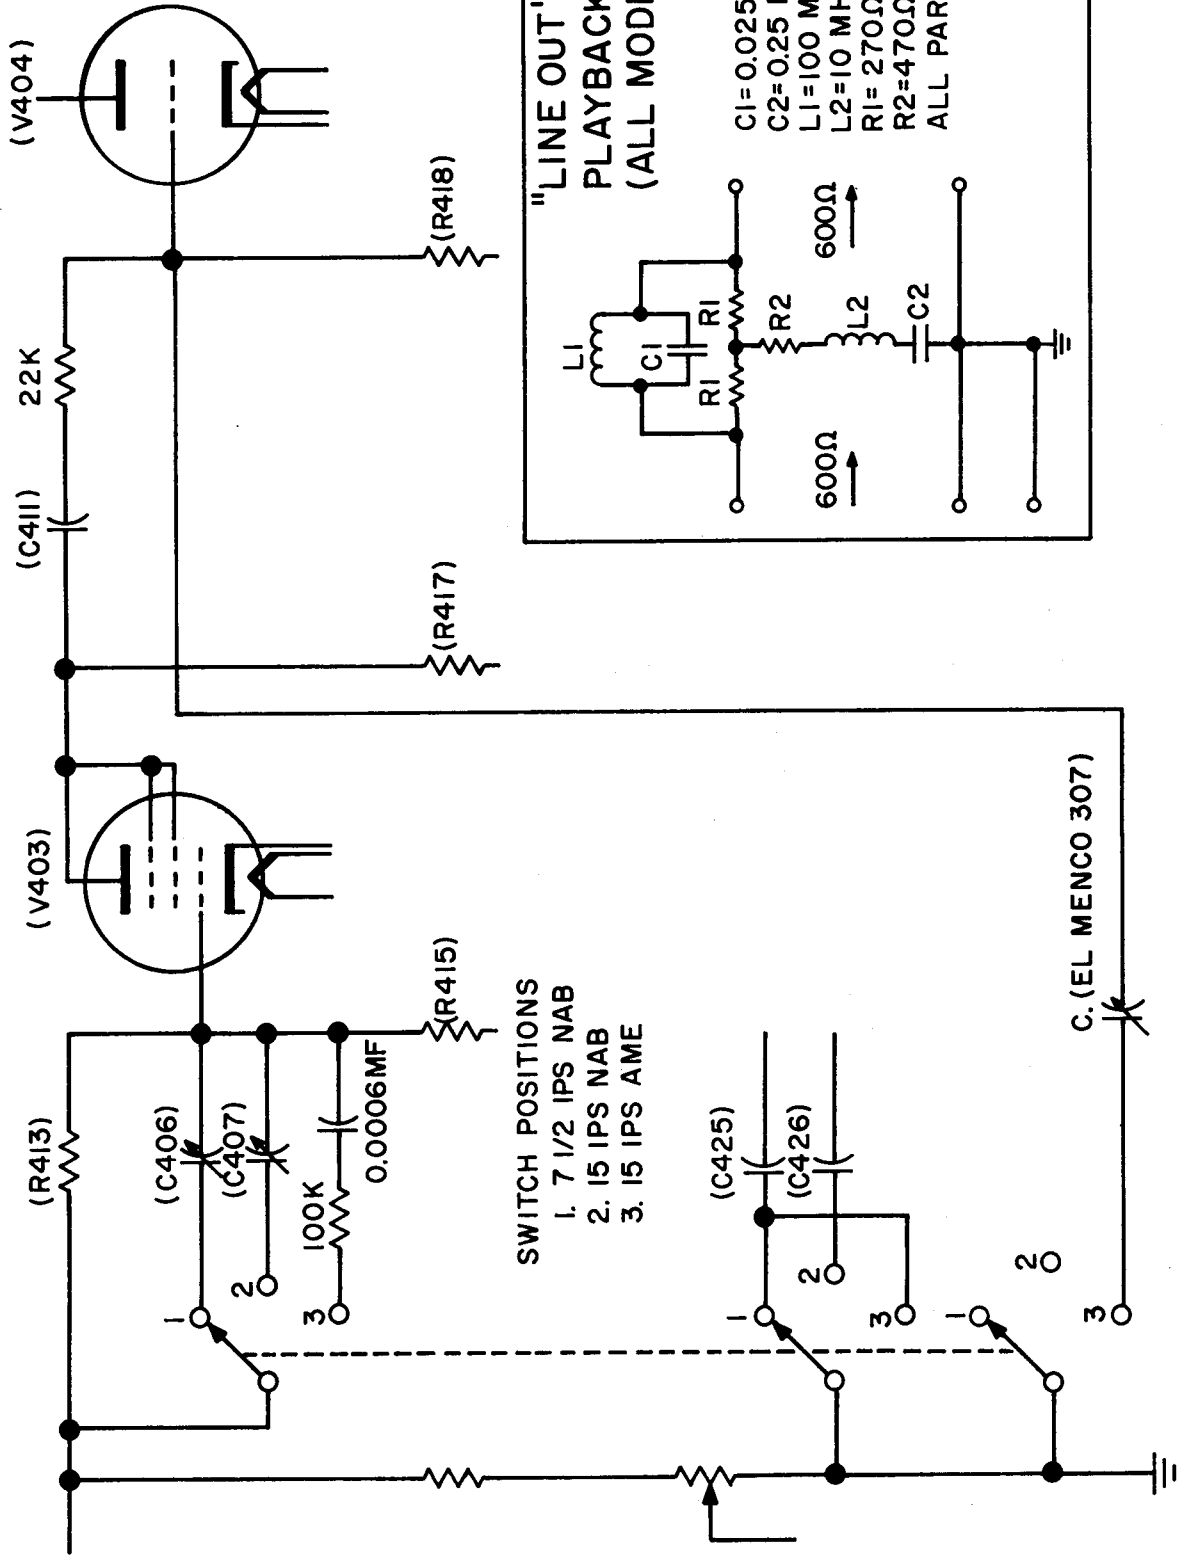 (V403)
(V404)
(R413)
(C411)
22K
(C406)
(C407)
100K
0.0006MF
(R415)
(R417)
(R418)
1
2
3
SWITCH POSITIONS
1. 7 1/2 IPS NAB
2. 15 IPS NAB
3. 15 IPS AME
(C425)
(C426)
1
2
3
1
2
3
C. (EL MENCO 307)
"LINE OUT"
PLAYBACK
(ALL
L1
C1
R1
R1
R2
L2
C2
600Ω
600Ω
C1=0.025
C2=0.25
L1=100
L2=10 MH
R1=270Ω
R2=470Ω
ALL